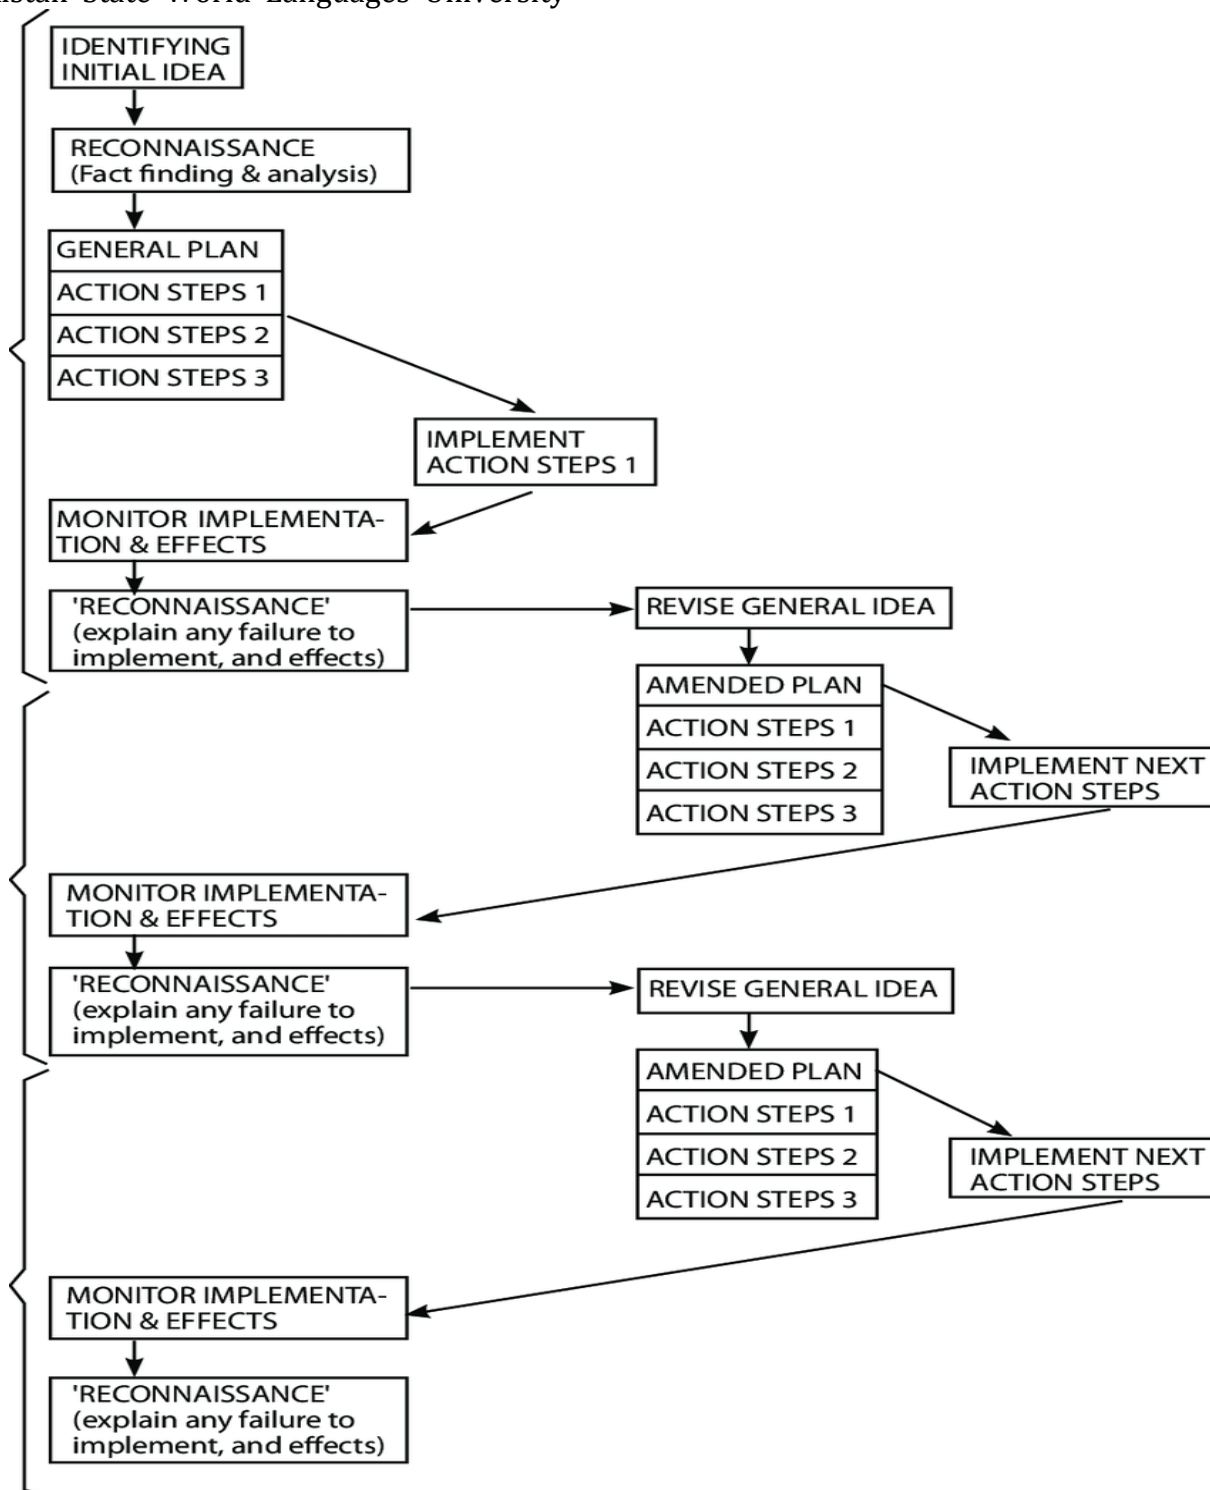 State World Languages University
IDENTIFYING
INITIAL IDEA
RECONNAISSANCE
(Fact finding & analysis)
GENERAL PLAN
ACTION STEPS 1
ACTION STEPS 2
ACTION STEPS 3
IMPLEMENT
ACTION STEPS 1
MONITOR IMPLEMENTA-
TION & EFFECTS
'RECONNAISSANCE'
(explain any failure to
implement, and effects)
REVISE GENERAL IDEA
AMENDED PLAN
ACTION STEPS 1
ACTION STEPS 2
ACTION STEPS 3
IMPLEMENT NEXT
ACTION STEPS
MONITOR IMPLEMENTA-
TION & EFFECTS
'RECONNAISSANCE'
(explain any failure to
implement, and effects)
REVISE GENERAL IDEA
AMENDED PLAN
ACTION STEPS 1
ACTION STEPS 2
ACTION STEPS 3
IMPLEMENT NEXT
ACTION STEPS
MONITOR IMPLEMENTA-
TION & EFFECTS
'RECONNAISSANCE'
(explain any failure to
implement, and effects)